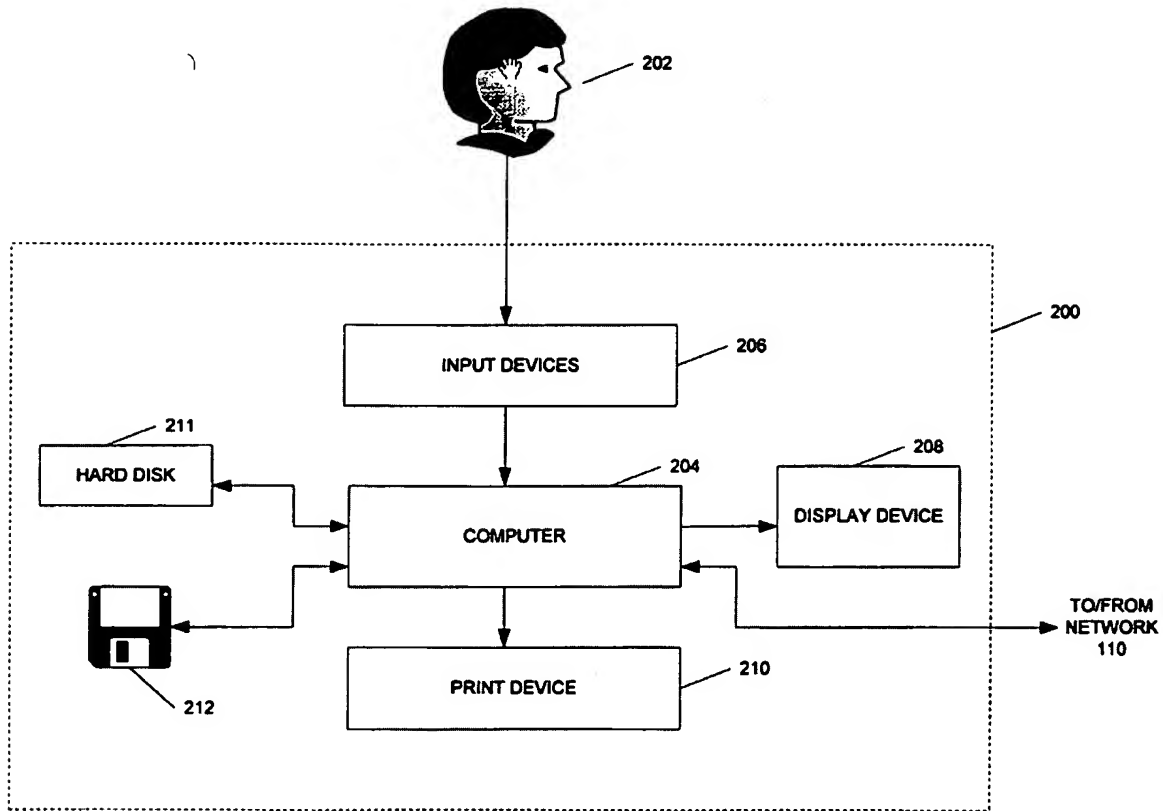 202
200
INPUT DEVICES
206
211
HARD DISK
204
COMPUTER
208
DISPLAY DEVICE
TO/FROM
NETWORK
110
212
PRINT DEVICE
210